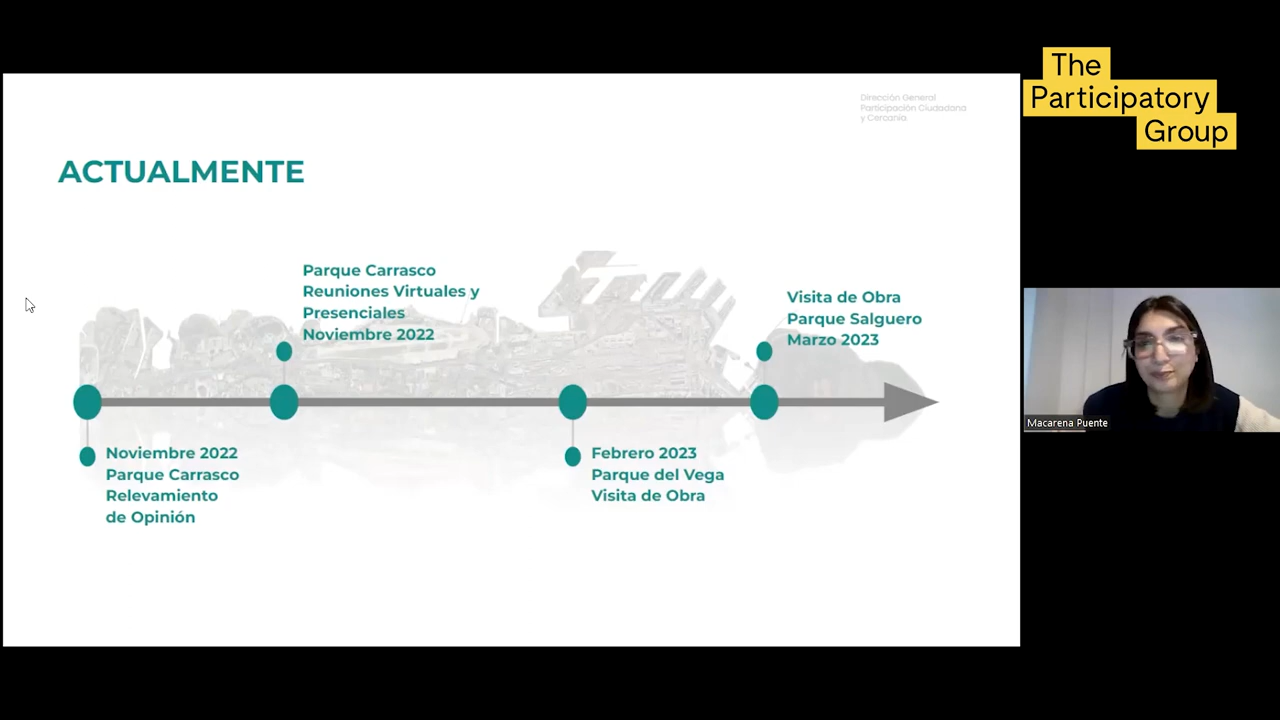 The
Participatory
Group
Dirección General
Participación Ciudadana
y Cercanía
ACTUALMENTE
Parque Carrasco
Reuniones Virtuales y
Presenciales
Noviembre 2022
Visita de Obra
Parque Salguero
Marzo 2023
Noviembre 2022
Parque Carrasco
Relevamiento
de Opinión
Febrero 2023
Parque del Vega
Visita de Obra
Macarena Puente